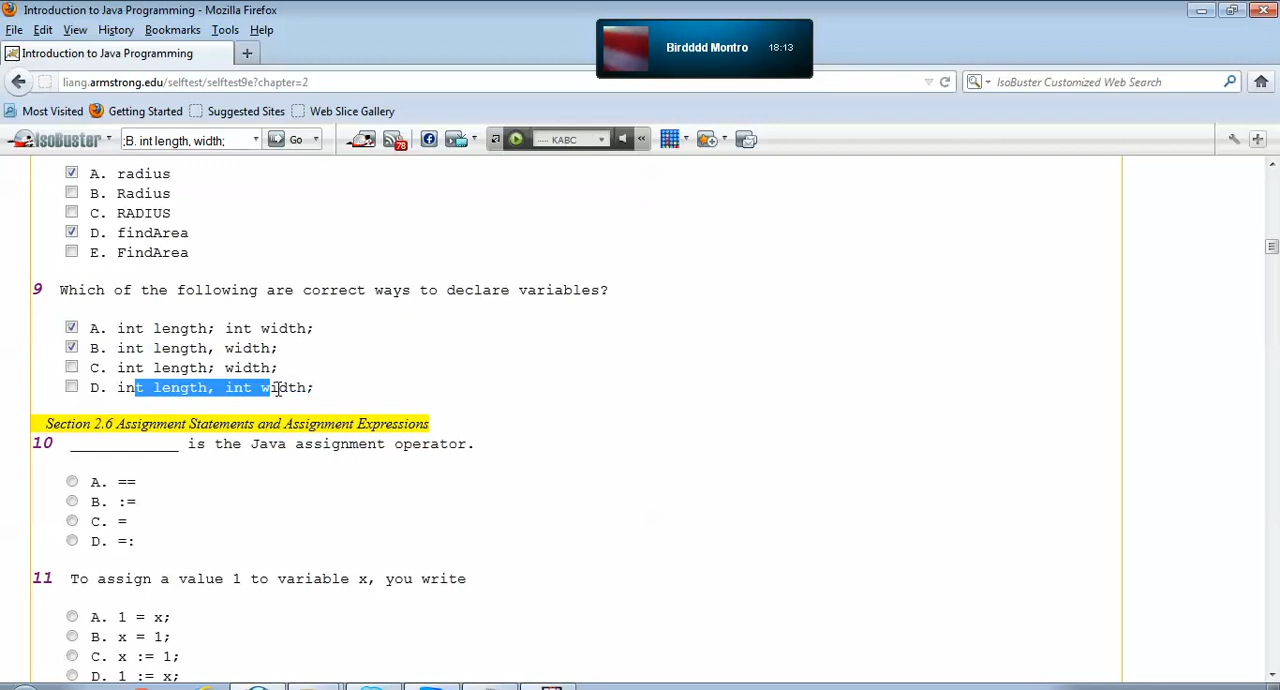 Introduction to Java Programming - Mozilla Firefox
File Edit View History Bookmarks Tools Help
Birdddd Montro 18:13
Introduction to Java Programming
liang.armstrong.edu/selftest/selftest9e?chapter=2
IsoBuster Customized Web Search
Most Visited Getting Started Suggested Sites Web Slice Gallery
IsoBuster ;B. int length, width; Go 78 ---- KABC
A. radius
B. Radius
C. RADIUS
D. findArea
E. FindArea
9 Which of the following are correct ways to declare variables?
A. int length; int width;
B. int length, width;
C. int length; width;
D. int length, int width;
Section 2.6 Assignment Statements and Assignment Expressions
10 ____________ is the Java assignment operator.
A. ==
B. :=
C. =
D. =:
11 To assign a value 1 to variable x, you write
A. 1 = x;
B. x = 1;
C. x := 1;
D. 1 := x;